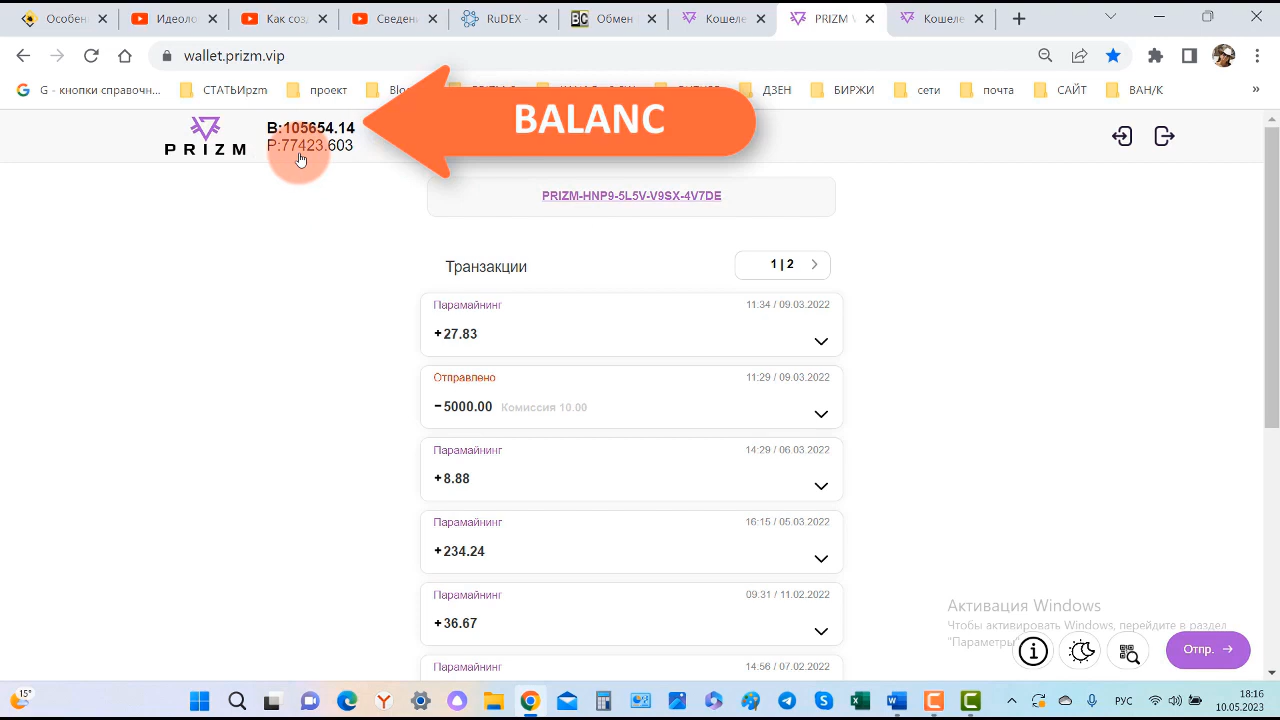 Особен
Идеоло
Как соз
Сведен
RuDEX -
Обмен
Кошеле
PRIZM
Кошеле
wallet.prizm.vip
G - кнопки справочн...
СТАТЬИpzm
проект
ДЗЕН
БИРЖИ
сети
почта
САЙТ
ВАН/К
PRIZM
B:105654.14
P:77423.603
BALANC
PRIZM-HNP9-5L5V-V9SX-4V7DE
Транзакции
1 | 2
Парамайнинг
11:34 / 09.03.2022
+27.83
Отправлено
11:29 / 09.03.2022
-5000.00 Комиссия 10.00
Парамайнинг
14:29 / 06.03.2022
+8.88
Парамайнинг
16:15 / 05.03.2022
+234.24
Парамайнинг
09:31 / 11.02.2022
+36.67
Парамайнинг
14:56 / 07.02.2022
Активация Windows
Чтобы активировать Windows, перейдите в раздел
"Параметры"
Отпр.
15°
РУС
18:16
10.05.2023